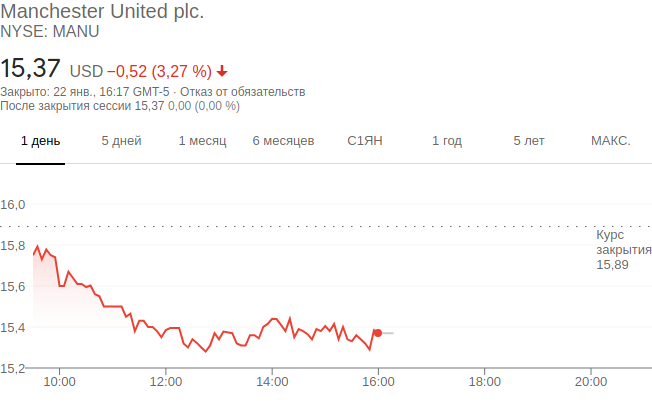 Manchester United plc.
NYSE: MANU
15,37 USD −0,52 (3,27 %)
Закрыто: 22 янв., 16:17 GMT-5 · Отказ от обязательств
После закрытия сессии 15,37 0,00 (0,00 %)
1 день 5 дней 1 месяц 6 месяцев С1ЯН 1 год 5 лет МАКС.
16,0
Курс
15,8 закрытия
15,89
15,6
15,4
15,2
10:00 12:00 14:00 16:00 18:00 20:00